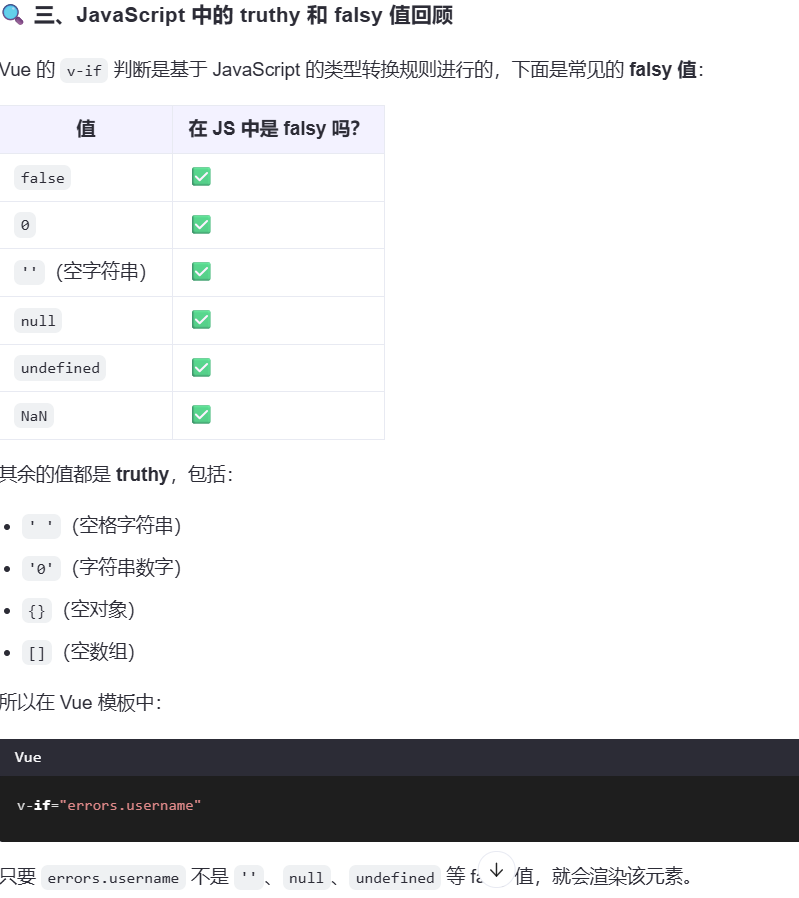 三、JavaScript 中的 truthy 和 falsy 值回顾
Vue 的 v-if 判断是基于 JavaScript 的类型转换规则进行的，下面是常见的 falsy 值：
值 在 JS 中是 falsy 吗？
false ✅
0 ✅
''（空字符串） ✅
null ✅
undefined ✅
NaN ✅
其余的值都是 truthy，包括：
• ' '（空格字符串）
• '0'（字符串数字）
• {}（空对象）
• []（空数组）
所以在 Vue 模板中：
Vue
v-if="errors.username"
只要 errors.username 不是 ''、null、undefined 等 值，就会渲染该元素。